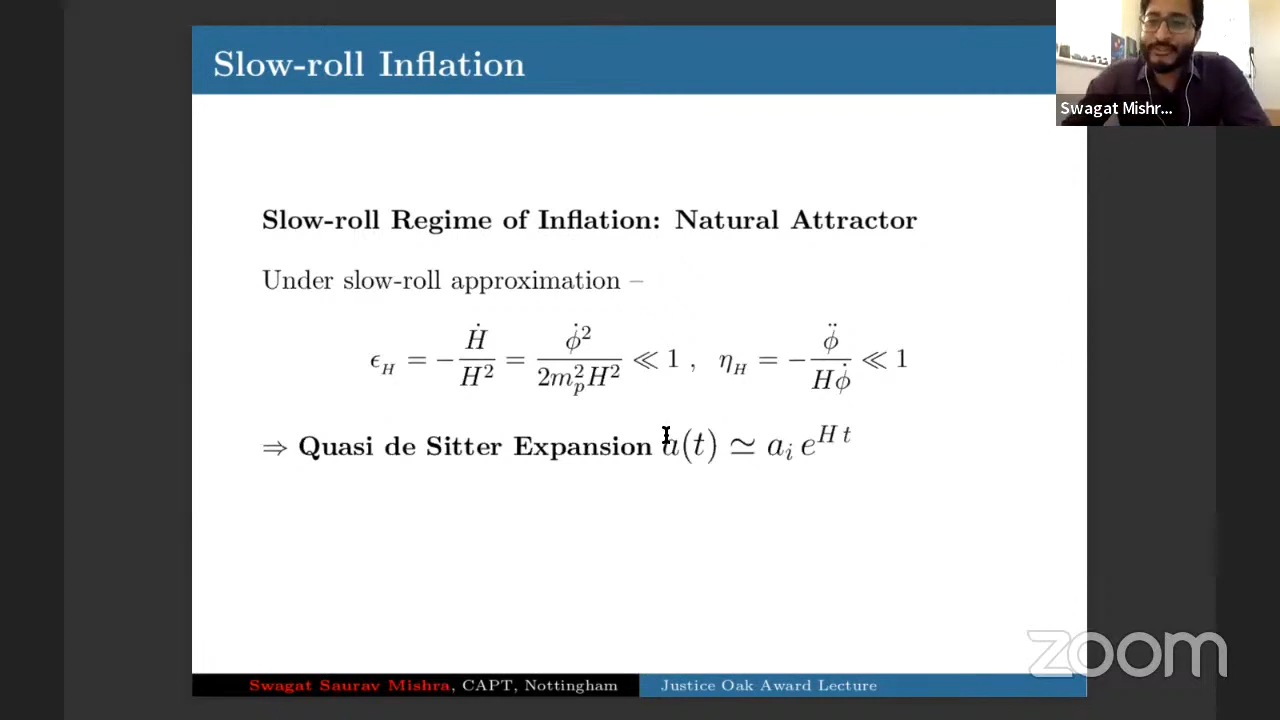 Slow-roll Inflation
Swagat Mishr...
Slow-roll Regime of Inflation: Natural Attractor
Under slow-roll approximation –
ϵ_H = −Ḣ/H² = φ̇²/(2m_p²H²) ≪ 1 , η_H = −φ̈/(Hφ̇) ≪ 1
⇒ Quasi de Sitter Expansion a(t) ≃ a_i e^{H t}
zoom
Swagat Saurav Mishra, CAPT, Nottingham
Justice Oak Award Lecture